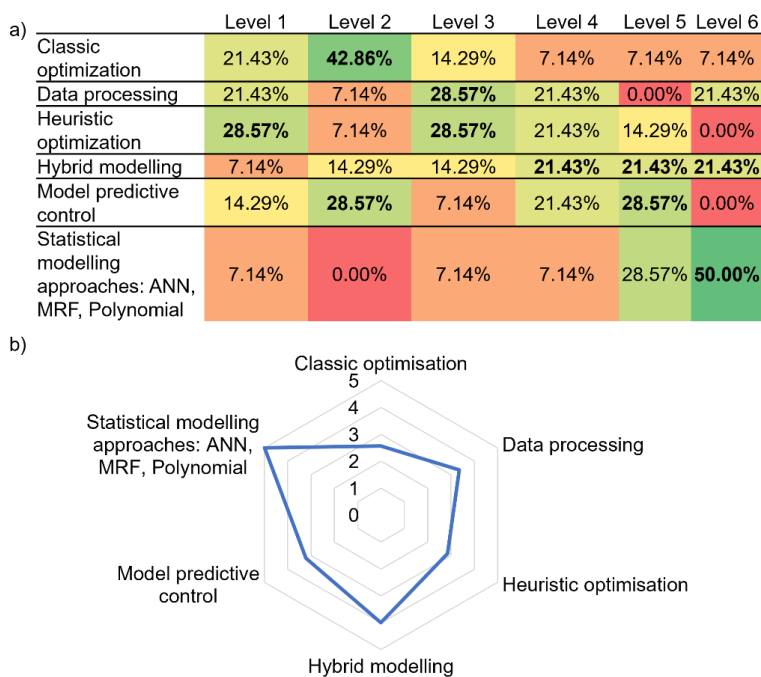 a)
Level 1 Level 2 Level 3 Level 4 Level 5 Level 6
Classic
optimization 21.43% 42.86% 14.29% 7.14% 7.14% 7.14%
Data processing 21.43% 7.14% 28.57% 21.43% 0.00% 21.43%
Heuristic
optimization 28.57% 7.14% 28.57% 21.43% 14.29% 0.00%
Hybrid modelling 7.14% 14.29% 14.29% 21.43% 21.43% 21.43%
Model predictive
control 14.29% 28.57% 7.14% 21.43% 28.57% 0.00%
Statistical
modelling
approaches: ANN,
MRF, Polynomial 7.14% 0.00% 7.14% 7.14% 28.57% 50.00%
b)
Classic optimisation
5
4
3
2
1
0
Data processing
Heuristic optimisation
Hybrid modelling
Model predictive
control
Statistical modelling
approaches: ANN,
MRF, Polynomial